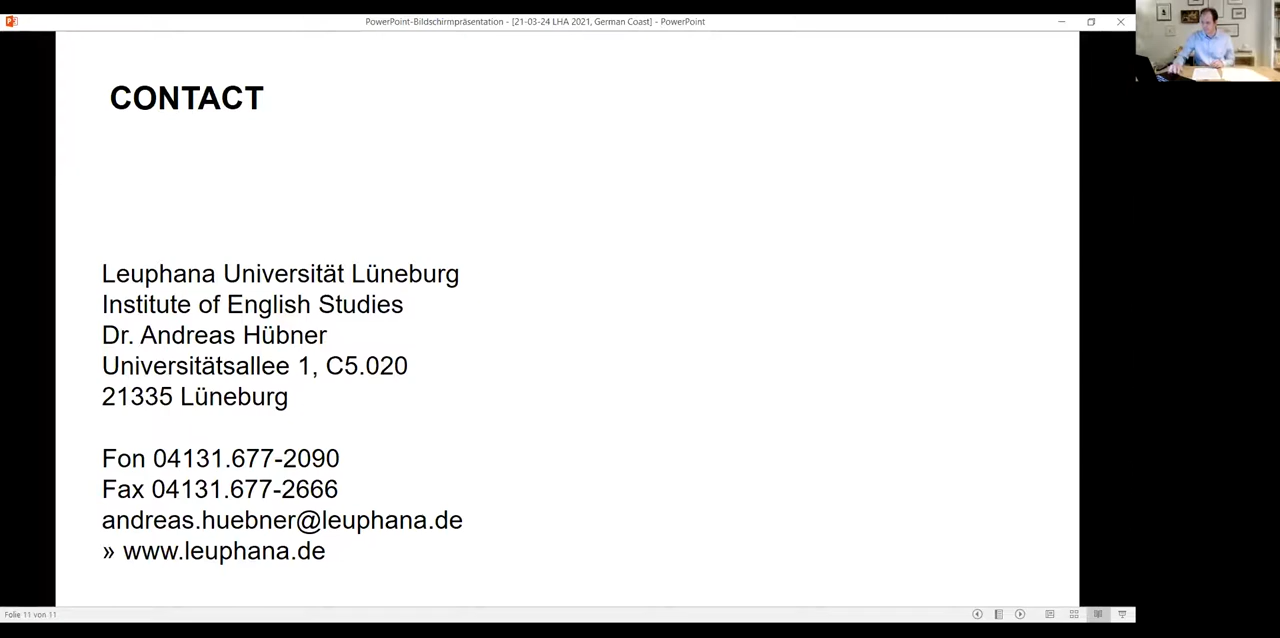 PowerPoint-Bildschirmpräsentation - [21-03-24 LHA 2021, German Coast] - PowerPoint
CONTACT
Leuphana Universität Lüneburg
Institute of English Studies
Dr. Andreas Hübner
Universitätsallee 1, C5.020
21335 Lüneburg
Fon 04131.677-2090
Fax 04131.677-2666
andreas.huebner@leuphana.de
» www.leuphana.de
Folie 11 von 11